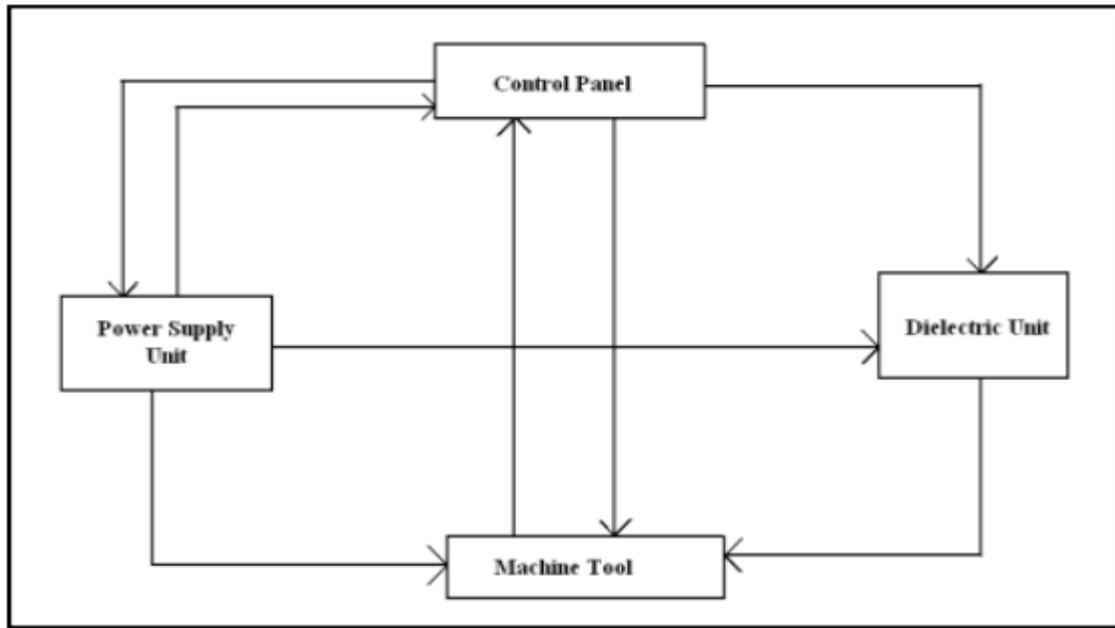 Control Panel
Power Supply
Unit
Dielectric Unit
Machine Tool